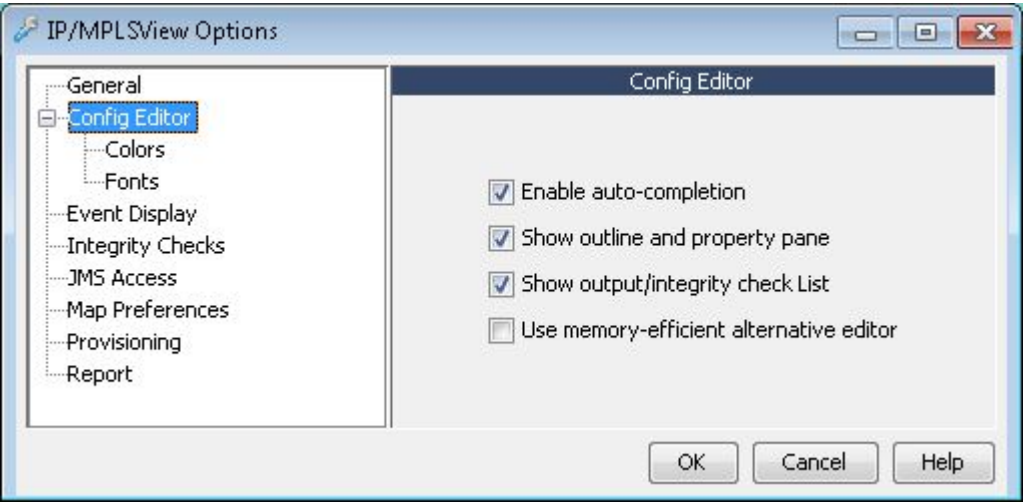 IP/MPLSView Options
General
Config Editor
Colors
Fonts
Event Display
Integrity Checks
JMS Access
Map Preferences
Provisioning
Report
Config Editor
Enable auto-completion
Show outline and property pane
Show output/integrity check List
Use memory-efficient alternative editor
OK Cancel Help